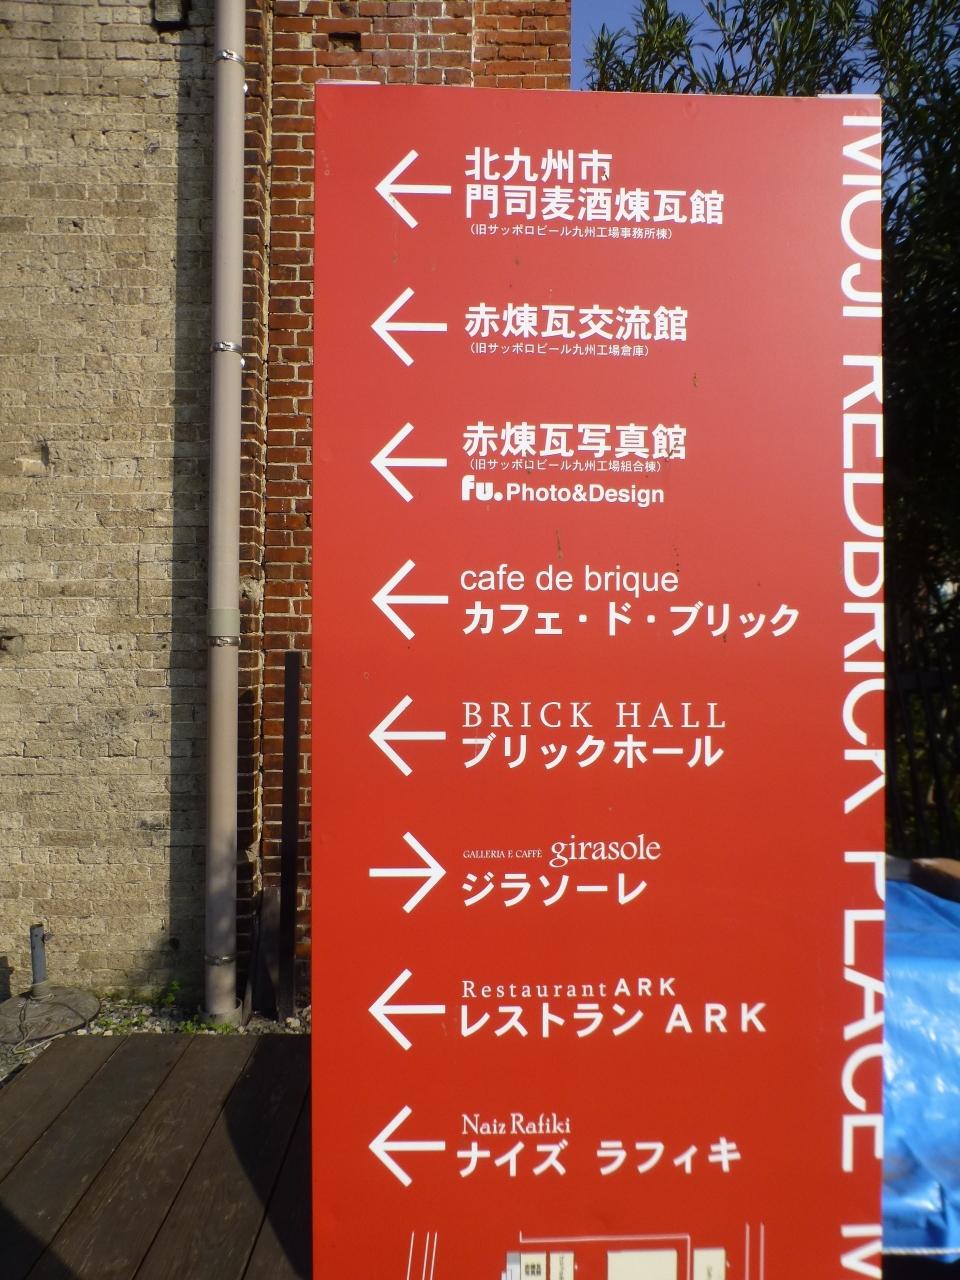 北九州市
門司麦酒煉瓦館
(旧サッポロビール九州工場事務所棟)
赤煉瓦交流館
(旧サッポロビール九州工場倉庫)
赤煉瓦写真館
(旧サッポロビール九州工場組合棟)
fu. Photo&Design
cafe de brique
カフェ・ド・ブリック
BRICK HALL
ブリックホール
GALLERIA E CAFFÈ girasole
ジラソーレ
Restaurant ARK
レストラン ARK
Naiz Rafiki
ナイズ ラフィキ
MOJI REDBRICK PLACE M